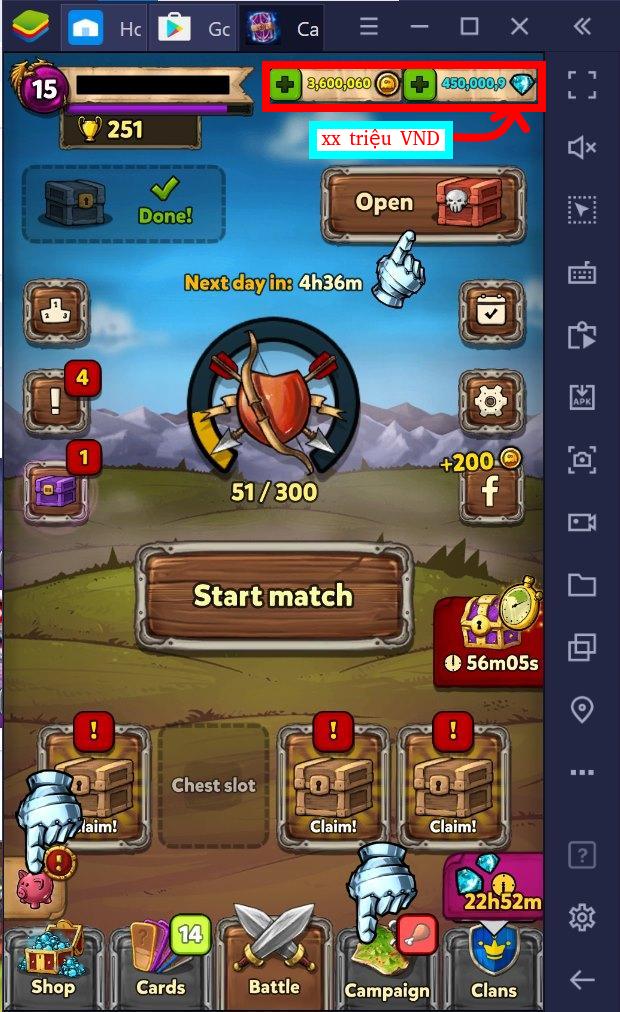 Hc
Gc
Ca
15
3,600,060
450,000,9
251
xx triệu VND
Done!
Open
Next day in: 4h36m
4
!
1
+200
f
51 / 300
Start match
56m05s
!
!
!
Chest slot
laim!
Claim!
Claim!
!
22h52m
14
Shop
Cards
Battle
Campaign
Clans
APK
?